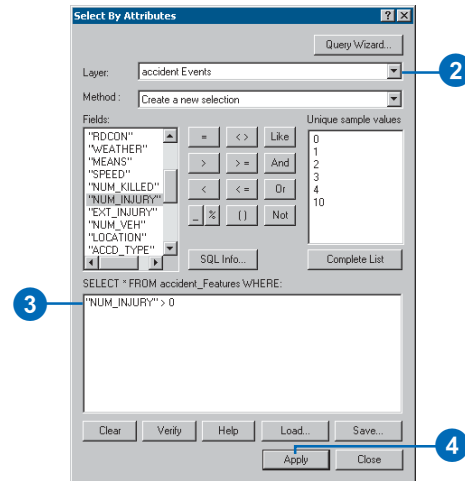 Select By Attributes
Query Wizard...
Layer: accident Events
2
Method : Create a new selection
Fields:
Unique sample values
"RDCON"
"WEATHER"
"MEANS"
"SPEED"
"NUM_KILLED"
"NUM_INJURY"
"EXT_INJURY"
"NUM_VEH"
"LOCATION"
"ACCD_TYPE"
= < > Like
> > = And
< < = Or
_ % ( ) Not
0
1
2
3
4
10
SQL Info...
Complete List
SELECT * FROM accident_Features WHERE:
3
"NUM_INJURY" > 0
Clear Verify Help Load... Save...
4
Apply Close